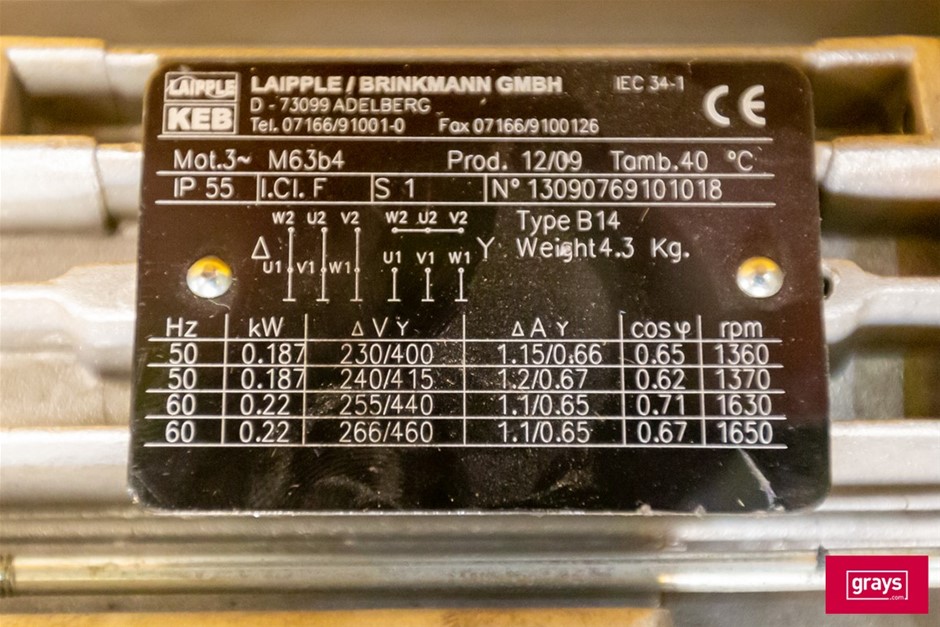 LAIPPLE
KEB
LAIPPLE / BRINKMANN GMBH IEC 34-1
D - 73099 ADELBERG CE
Tel. 07166/91001-0 Fax 07166/9100126
Mot.3~ M63b4 Prod. 12/09 Tamb. 40 °C
IP 55 I.Cl. F S 1 N° 13090769101018
W2 U2 V2 W2 U2 V2 Type B14
Δ U1 V1 W1 U1 V1 W1 Y Weight 4.3 Kg.
Hz kW Δ V Y Δ A Y cos φ rpm
50 0.187 230/400 1.15/0.66 0.65 1360
50 0.187 240/415 1.2/0.67 0.62 1370
60 0.22 255/440 1.1/0.65 0.71 1630
60 0.22 266/460 1.1/0.65 0.67 1650
grays
.com